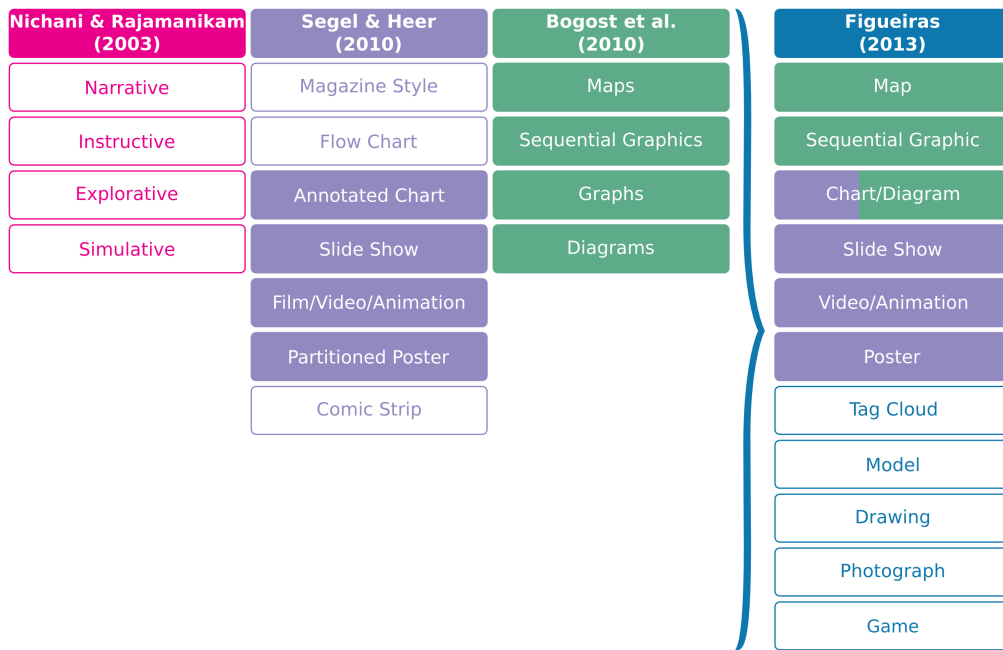 Nichani & Rajamanikam
(2003)
Narrative
Instructive
Explorative
Simulative
Segel & Heer
(2010)
Magazine Style
Flow Chart
Annotated Chart
Slide Show
Film/Video/Animation
Partitioned Poster
Comic Strip
Bogost et al.
(2010)
Maps
Sequential Graphics
Graphs
Diagrams
Figueiras
(2013)
Map
Sequential Graphic
Chart/Diagram
Slide Show
Video/Animation
Poster
Tag Cloud
Model
Drawing
Photograph
Game